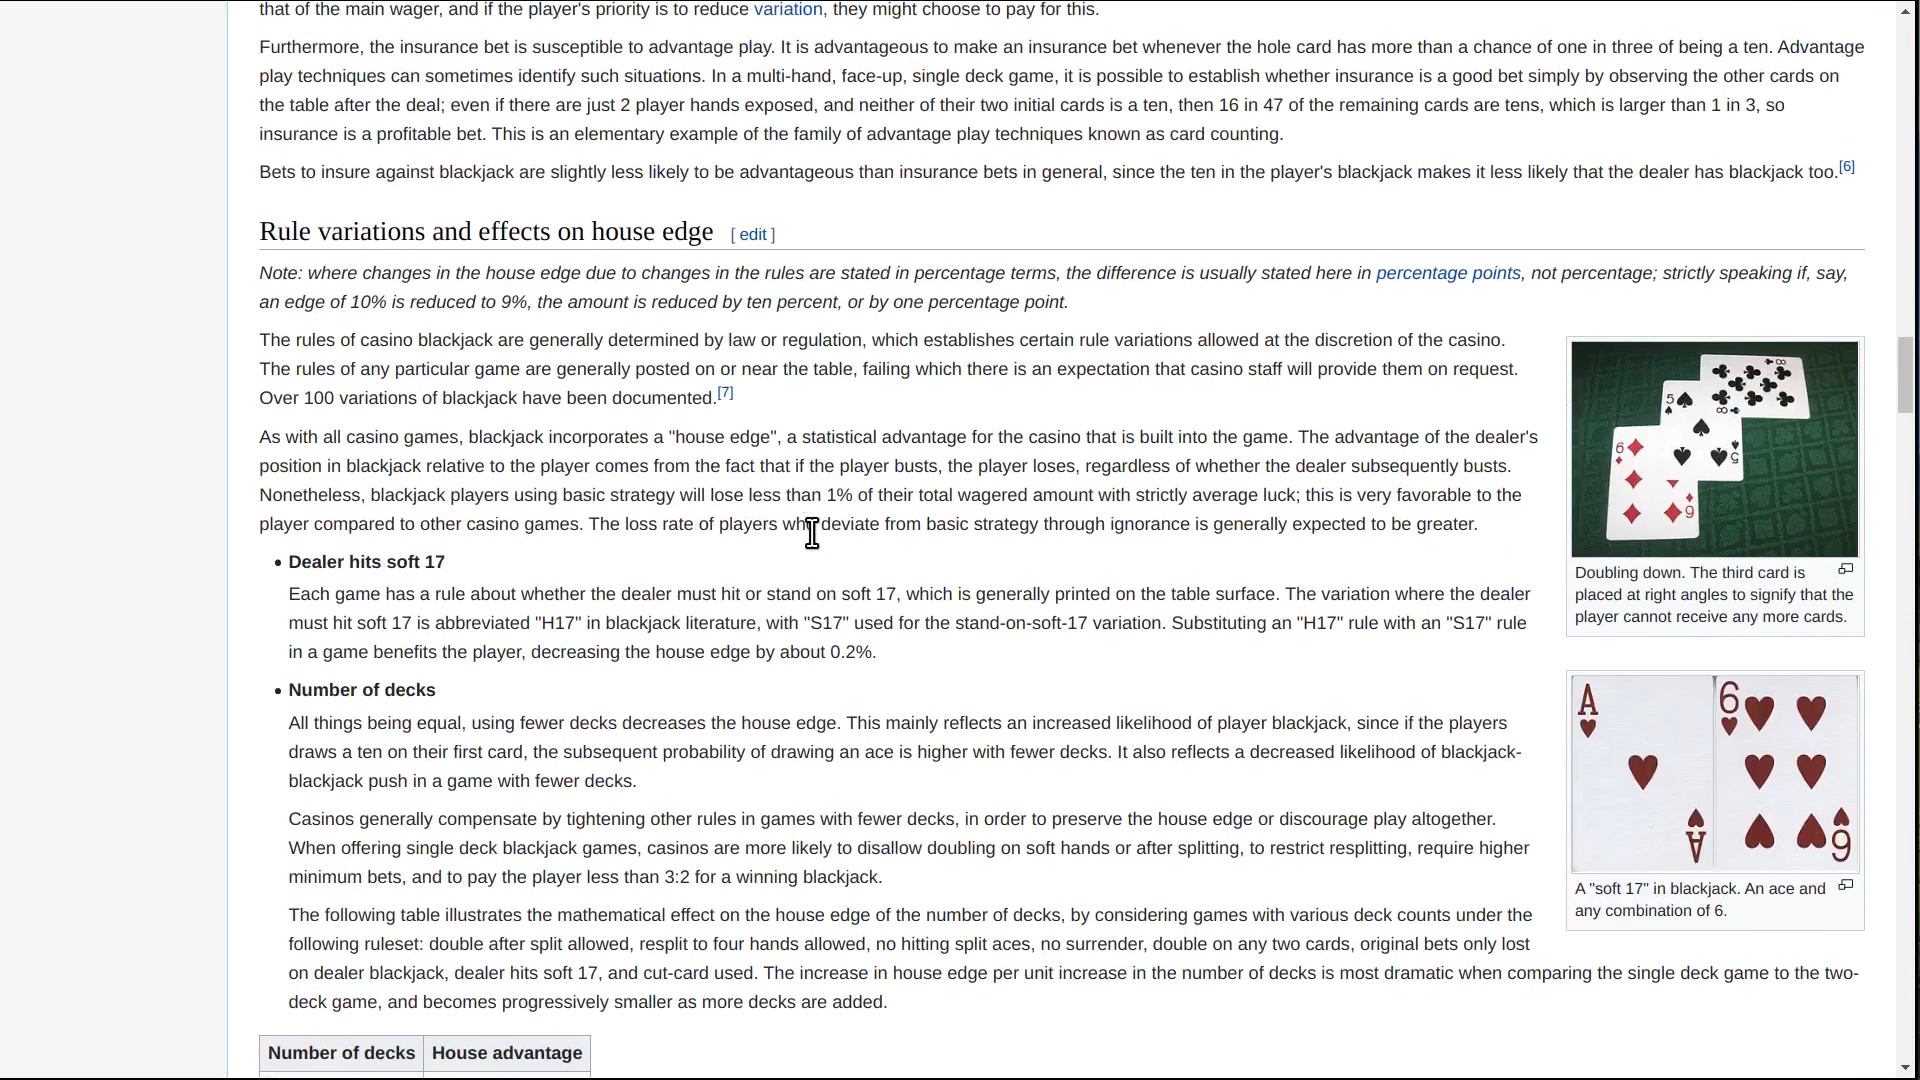 that of the main wager, and if the player's priority is to reduce variation, they might choose to pay for this.
Furthermore, the insurance bet is susceptible to advantage play. It is advantageous to make an insurance bet whenever the hole card has more than a chance of one in three of being a ten. Advantage
play techniques can sometimes identify such situations. In a multi-hand, face-up, single deck game, it is possible to establish whether insurance is a good bet simply by observing the other cards on
the table after the deal; even if there are just 2 player hands exposed, and neither of their two initial cards is a ten, then 16 in 47 of the remaining cards are tens, which is larger than 1 in 3, so
insurance is a profitable bet. This is an elementary example of the family of advantage play techniques known as card counting.
Bets to insure against blackjack are slightly less likely to be advantageous than insurance bets in general, since the ten in the player's blackjack makes it less likely that the dealer has blackjack too.[6]
Rule variations and effects on house edge [ edit ]
Note: where changes in the house edge due to changes in the rules are stated in percentage terms, the difference is usually stated here in percentage points, not percentage; strictly speaking if, say,
an edge of 10% is reduced to 9%, the amount is reduced by ten percent, or by one percentage point.
The rules of casino blackjack are generally determined by law or regulation, which establishes certain rule variations allowed at the discretion of the casino.
The rules of any particular game are generally posted on or near the table, failing which there is an expectation that casino staff will provide them on request.
Over 100 variations of blackjack have been documented.[7]
As with all casino games, blackjack incorporates a "house edge", a statistical advantage for the casino that is built into the game. The advantage of the dealer's
position in blackjack relative to the player comes from the fact that if the player busts, the player loses, regardless of whether the dealer subsequently busts.
Nonetheless, blackjack players using basic strategy will lose less than 1% of their total wagered amount with strictly average luck; this is very favorable to the
player compared to other casino games. The loss rate of players who deviate from basic strategy through ignorance is generally expected to be greater.
• Dealer hits soft 17
Each game has a rule about whether the dealer must hit or stand on soft 17, which is generally printed on the table surface. The variation where the dealer
must hit soft 17 is abbreviated "H17" in blackjack literature, with "S17" used for the stand-on-soft-17 variation. Substituting an "H17" rule with an "S17" rule
in a game benefits the player, decreasing the house edge by about 0.2%.
• Number of decks
All things being equal, using fewer decks decreases the house edge. This mainly reflects an increased likelihood of player blackjack, since if the players
draws a ten on their first card, the subsequent probability of drawing an ace is higher with fewer decks. It also reflects a decreased likelihood of blackjack-
blackjack push in a game with fewer decks.
Casinos generally compensate by tightening other rules in games with fewer decks, in order to preserve the house edge or discourage play altogether.
When offering single deck blackjack games, casinos are more likely to disallow doubling on soft hands or after splitting, to restrict resplitting, require higher
minimum bets, and to pay the player less than 3:2 for a winning blackjack.
The following table illustrates the mathematical effect on the house edge of the number of decks, by considering games with various deck counts under the
following ruleset: double after split allowed, resplit to four hands allowed, no hitting split aces, no surrender, double on any two cards, original bets only lost
on dealer blackjack, dealer hits soft 17, and cut-card used. The increase in house edge per unit increase in the number of decks is most dramatic when comparing the single deck game to the two-
deck game, and becomes progressively smaller as more decks are added.
Number of decks House advantage
8
8
5
5
6
6
Doubling down. The third card is
placed at right angles to signify that the
player cannot receive any more cards.
A 6
A 6
A "soft 17" in blackjack. An ace and
any combination of 6.